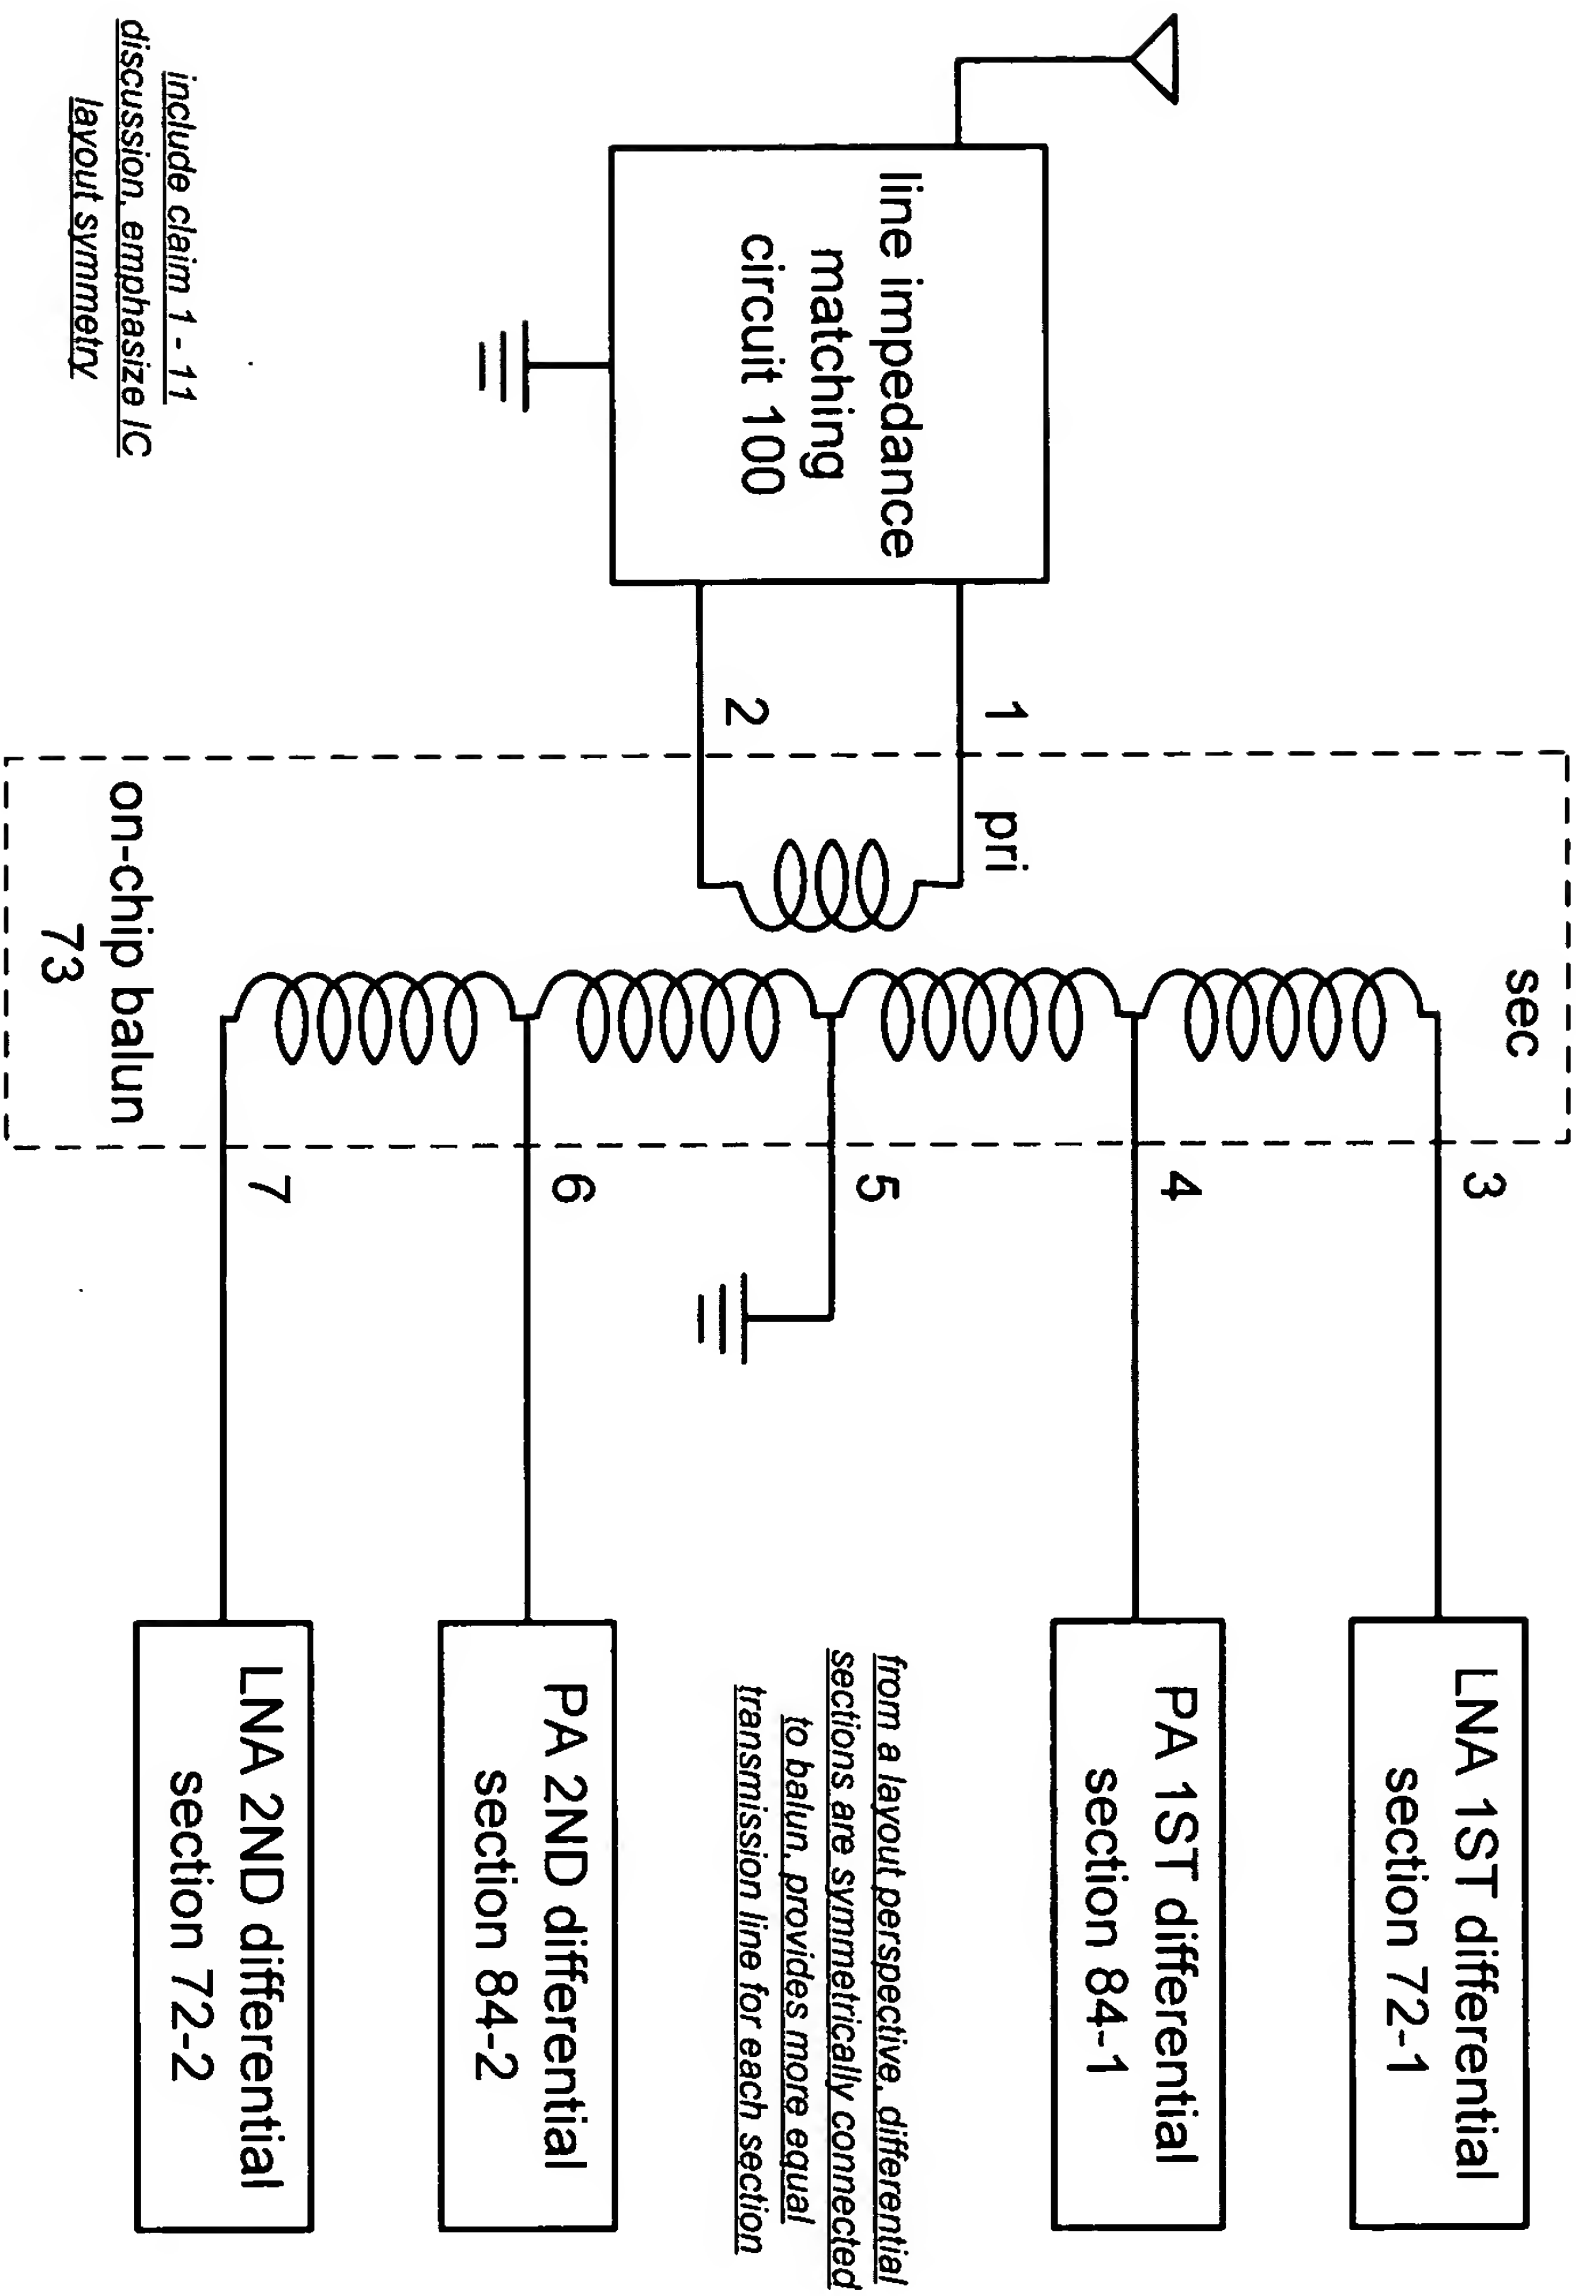 line impedance
matching
circuit 100
1
2
pri
sec
on-chip balun
73
3
4
5
6
7
LNA 1ST differential
section 72-1
PA 1ST differential
section 84-1
from a layout perspective, differential
sections are symmetrically connected
to balun, provides more equal
transmission line for each section
PA 2ND differential
section 84-2
LNA 2ND differential
section 72-2
include claim 1 - 11
discussion, emphasize IC
layout symmetry